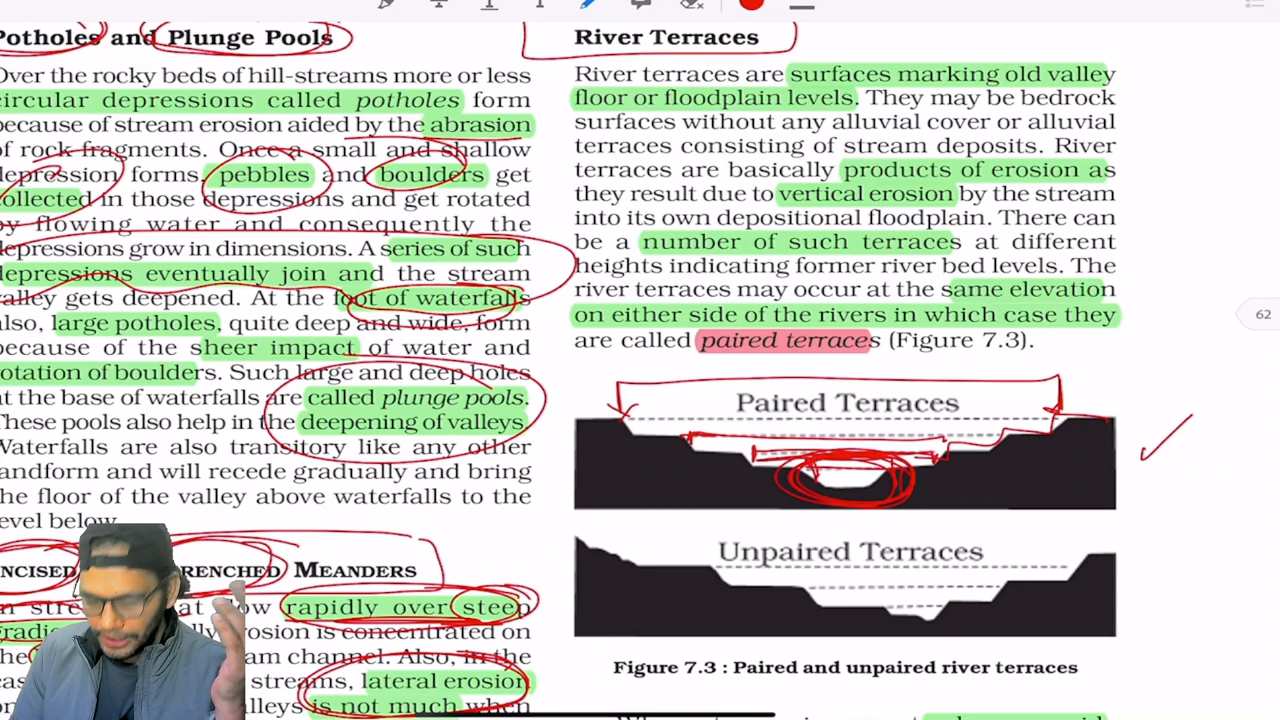 Potholes and Plunge Pools
Over the rocky beds of hill-streams more or less
circular depressions called potholes form
because of stream erosion aided by the abrasion
of rock fragments. Once a small and shallow
depression forms, pebbles and boulders get
collected in those depressions and get rotated
by flowing water and consequently the
depressions grow in dimensions. A series of such
depressions eventually join and the stream
valley gets deepened. At the foot of waterfalls
also, large potholes, quite deep and wide, form
because of the sheer impact of water and
rotation of boulders. Such large and deep holes
at the base of waterfalls are called plunge pools.
These pools also help in the deepening of valleys.
Waterfalls are also transitory like any other
landform and will recede gradually and bring
the floor of the valley above waterfalls to the
level below.
INCISED RENCHED MEANDERS
at flow rapidly over steep
erosion is concentrated on
am channel. Also, in the
streams, lateral erosion
alleys is not much when
River Terraces
River terraces are surfaces marking old valley
floor or floodplain levels. They may be bedrock
surfaces without any alluvial cover or alluvial
terraces consisting of stream deposits. River
terraces are basically products of erosion as
they result due to vertical erosion by the stream
into its own depositional floodplain. There can
be a number of such terraces at different
heights indicating former river bed levels. The
river terraces may occur at the same elevation
on either side of the rivers in which case they
are called paired terraces (Figure 7.3).
Paired Terraces
Unpaired Terraces
Figure 7.3 : Paired and unpaired river terraces
62